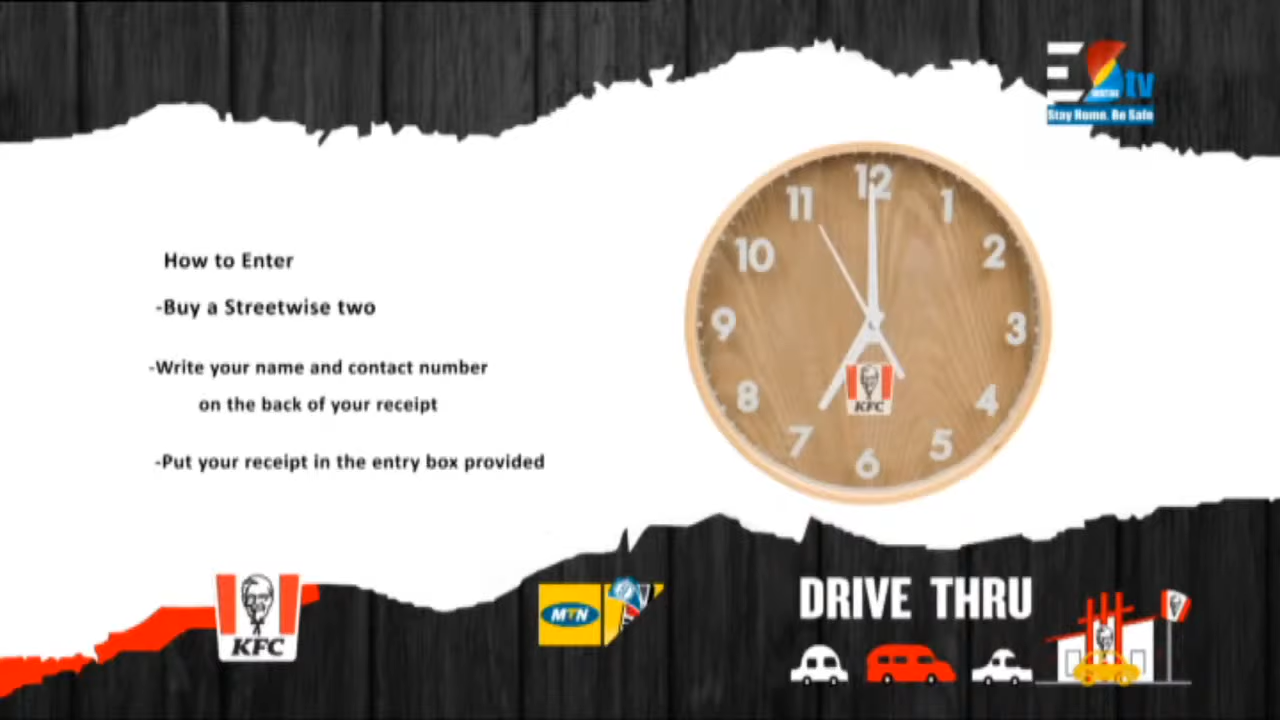 EStv
Stay Home, Be Safe
How to Enter
-Buy a Streetwise two
-Write your name and contact number
on the back of your receipt
-Put your receipt in the entry box provided
12
1
2
3
4
5
6
7
8
9
10
11
KFC
KFC
MTN
DRIVE THRU